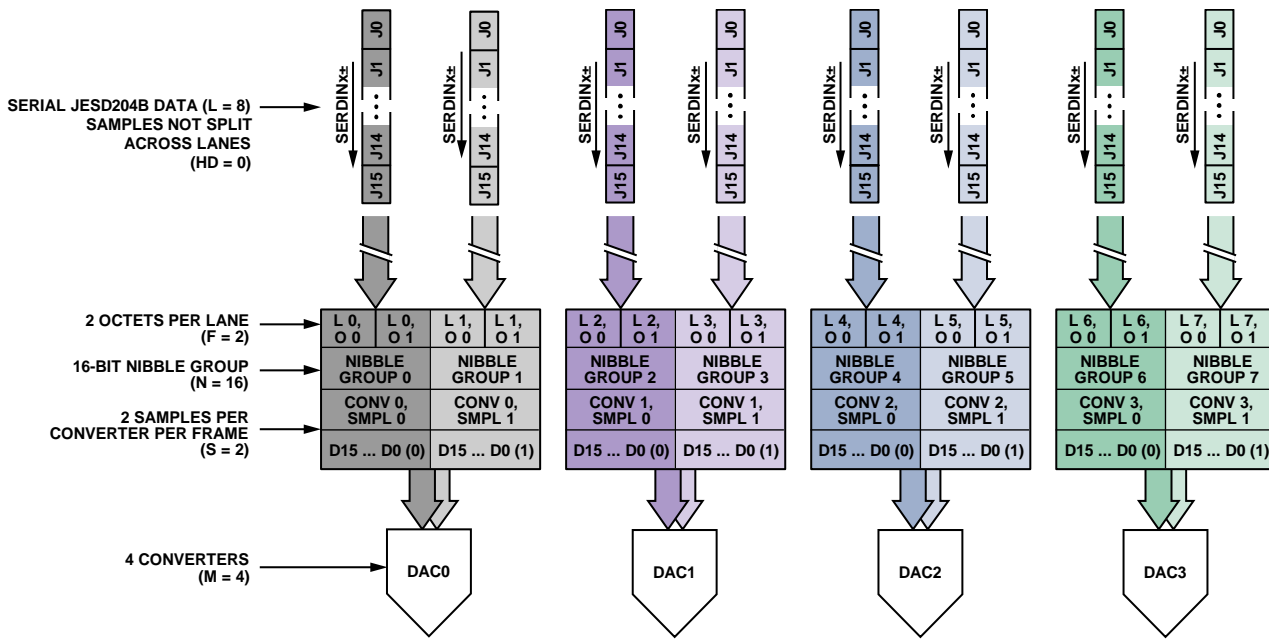 J0 J0 J0 J0 J0 J0 J0 J0
J1 J1 J1 J1 J1 J1 J1 J1
SERDINx± SERDINx± SERDINx± SERDINx± SERDINx± SERDINx± SERDINx± SERDINx±
J14 J14 J14 J14 J14 J14 J14 J14
J15 J15 J15 J15 J15 J15 J15 J15
SERIAL JESD204B DATA (L = 8)
SAMPLES NOT SPLIT
ACROSS LANES
(HD = 0)
2 OCTETS PER LANE
(F = 2)
L 0, L 0, L 1, L 1, L 2, L 2, L 3, L 3, L 4, L 4, L 5, L 5, L 6, L 6, L 7, L 7,
O 0 O 1 O 0 O 1 O 0 O 1 O 0 O 1 O 0 O 1 O 0 O 1 O 0 O 1 O 0 O 1
16-BIT NIBBLE GROUP
(N = 16)
NIBBLE NIBBLE NIBBLE NIBBLE NIBBLE NIBBLE NIBBLE NIBBLE
GROUP 0 GROUP 1 GROUP 2 GROUP 3 GROUP 4 GROUP 5 GROUP 6 GROUP 7
2 SAMPLES PER
CONVERTER PER FRAME
(S = 2)
CONV 0, CONV 0, CONV 1, CONV 1, CONV 2, CONV 2, CONV 3, CONV 3,
SMPL 0 SMPL 1 SMPL 0 SMPL 1 SMPL 0 SMPL 1 SMPL 0 SMPL 1
D15 ... D0 (0) D15 ... D0 (1) D15 ... D0 (0) D15 ... D0 (1) D15 ... D0 (0) D15 ... D0 (1) D15 ... D0 (0) D15 ... D0 (1)
4 CONVERTERS
(M = 4)
DAC0 DAC1 DAC2 DAC3